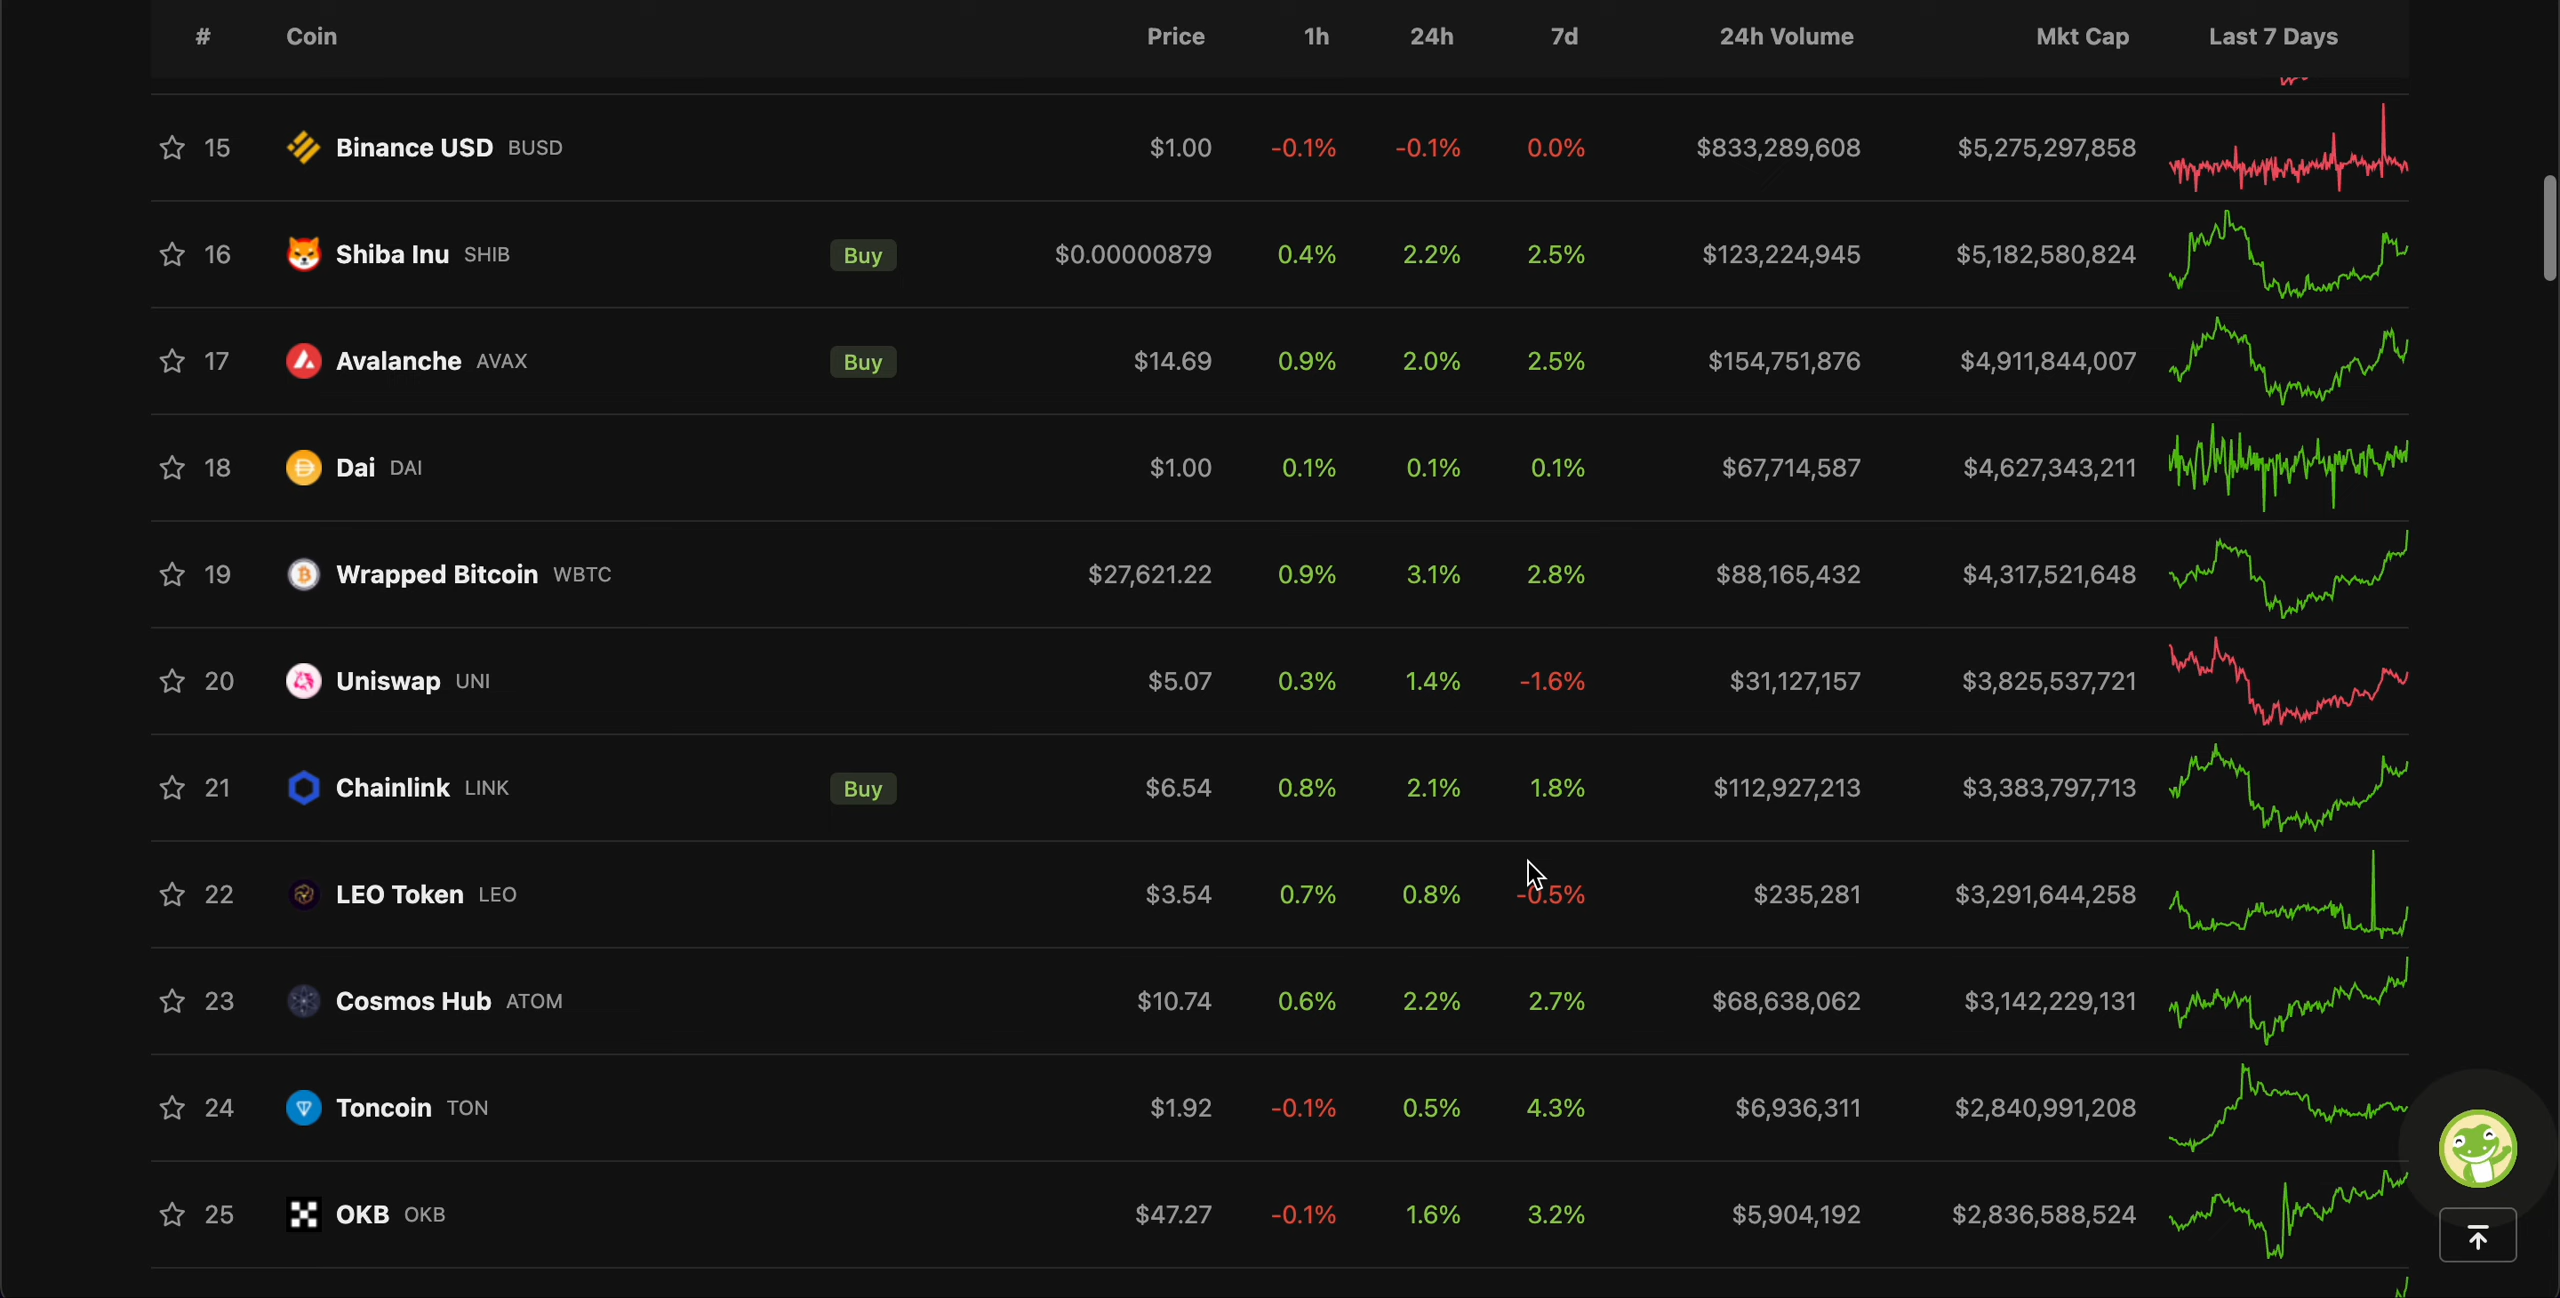 # Coin Price 1h 24h 7d 24h Volume Mkt Cap Last 7 Days
15 Binance USD BUSD $1.00 -0.1% -0.1% 0.0% $833,289,608 $5,275,297,858
16 Shiba Inu SHIB Buy $0.00000879 0.4% 2.2% 2.5% $123,224,945 $5,182,580,824
17 Avalanche AVAX Buy $14.69 0.9% 2.0% 2.5% $154,751,876 $4,911,844,007
18 Dai DAI $1.00 0.1% 0.1% 0.1% $67,714,587 $4,627,343,211
19 Wrapped Bitcoin WBTC $27,621.22 0.9% 3.1% 2.8% $88,165,432 $4,317,521,648
20 Uniswap UNI $5.07 0.3% 1.4% -1.6% $31,127,157 $3,825,537,721
21 Chainlink LINK Buy $6.54 0.8% 2.1% 1.8% $112,927,213 $3,383,797,713
22 LEO Token LEO $3.54 0.7% 0.8% -0.5% $235,281 $3,291,644,258
23 Cosmos Hub ATOM $10.74 0.6% 2.2% 2.7% $68,638,062 $3,142,229,131
24 Toncoin TON $1.92 -0.1% 0.5% 4.3% $6,936,311 $2,840,991,208
25 OKB OKB $47.27 -0.1% 1.6% 3.2% $5,904,192 $2,836,588,524